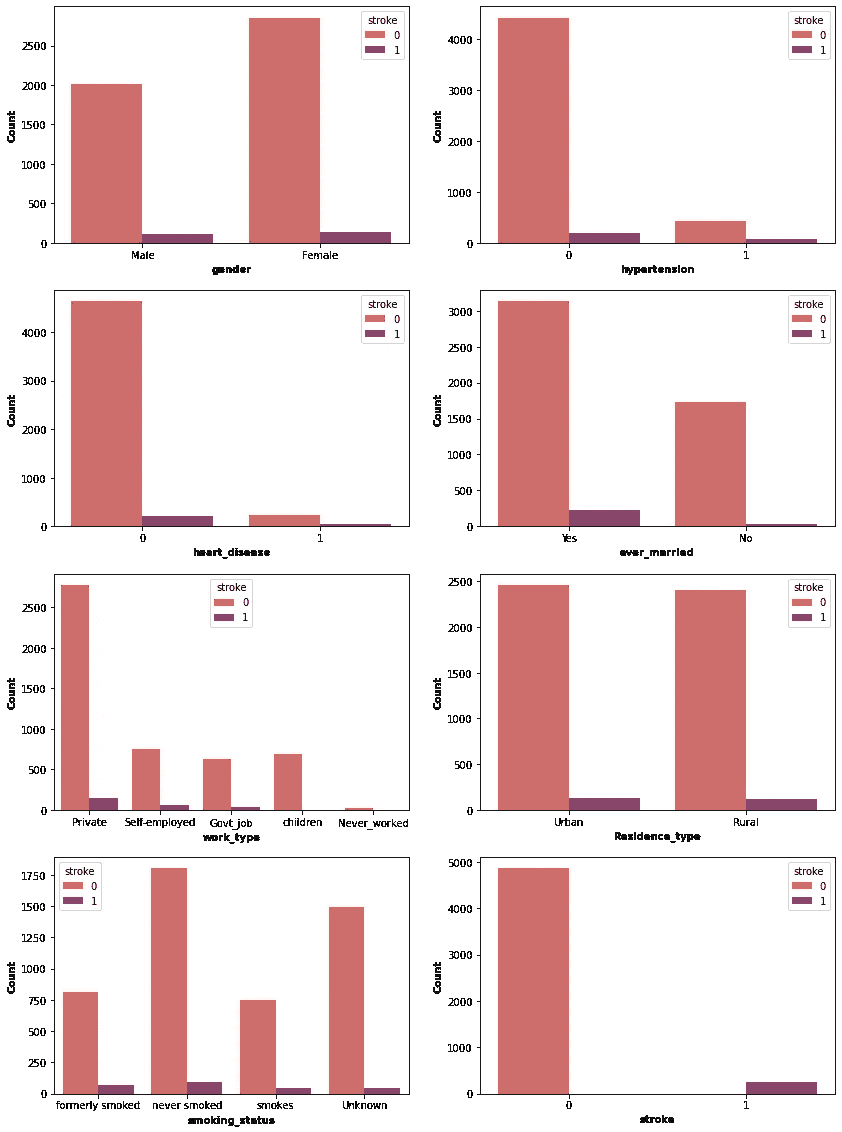 stroke
0
1
2500
2000
1500
1000
500
0
Count
Male Female
gender
stroke
0
1
4000
3000
2000
1000
0
Count
0 1
hypertension
stroke
0
1
4000
3000
2000
1000
0
Count
0 1
heart_disease
stroke
0
1
3000
2500
2000
1500
1000
500
0
Count
Yes No
ever_married
stroke
0
1
2500
2000
1500
1000
500
0
Count
Private Self-employed Govt_job children Never_worked
work_type
stroke
0
1
2500
2000
1500
1000
500
0
Count
Urban Rural
Residence_type
stroke
0
1
1750
1500
1250
1000
750
500
250
0
Count
formerly smoked never smoked smokes Unknown
smoking_status
stroke
0
1
5000
4000
3000
2000
1000
0
Count
0 1
stroke